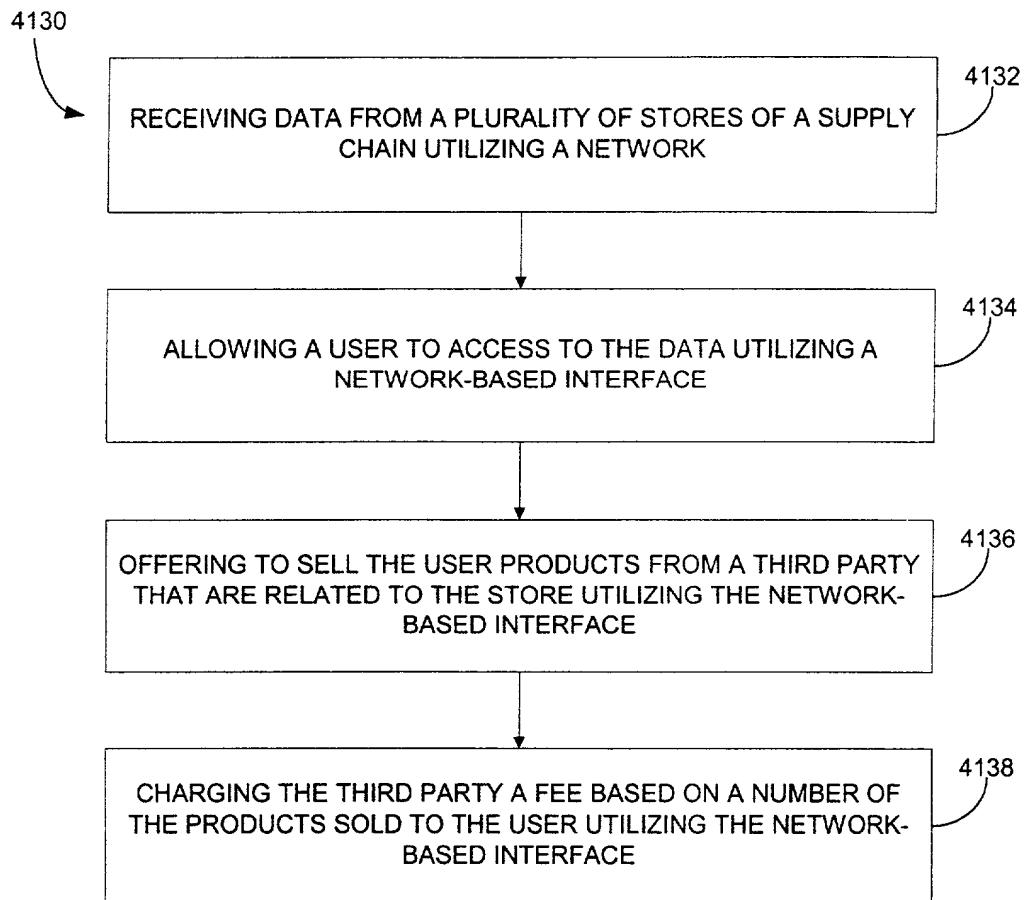 4130
4132
RECEIVING DATA FROM A PLURALITY OF STORES OF A SUPPLY
CHAIN UTILIZING A NETWORK
4134
ALLOWING A USER TO ACCESS TO THE DATA UTILIZING A
NETWORK-BASED INTERFACE
4136
OFFERING TO SELL THE USER PRODUCTS FROM A THIRD PARTY
THAT ARE RELATED TO THE STORE UTILIZING THE NETWORK-
BASED INTERFACE
4138
CHARGING THE THIRD PARTY A FEE BASED ON A NUMBER OF
THE PRODUCTS SOLD TO THE USER UTILIZING THE NETWORK-
BASED INTERFACE